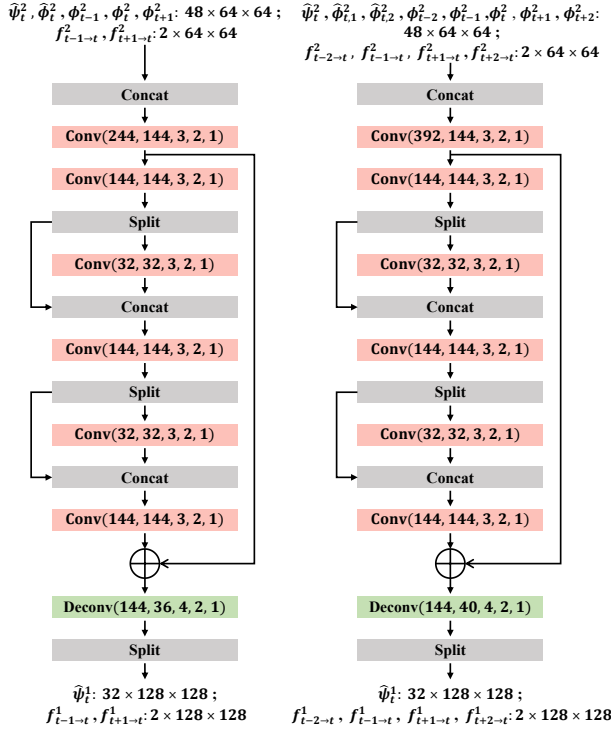 ψ̂_t^2, φ̂_t^2, φ_{t-1}^2, φ_t^2, φ_{t+1}^2: 48 × 64 × 64 ;
f_{t-1→t}^2, f_{t+1→t}^2: 2 × 64 × 64
Concat
Conv(244, 144, 3, 2, 1)
Conv(144, 144, 3, 2, 1)
Split
Conv(32, 32, 3, 2, 1)
Concat
Conv(144, 144, 3, 2, 1)
Split
Conv(32, 32, 3, 2, 1)
Concat
Conv(144, 144, 3, 2, 1)
Deconv(144, 36, 4, 2, 1)
Split
ψ̂_t^1: 32 × 128 × 128 ;
f_{t-1→t}^1, f_{t+1→t}^1: 2 × 128 × 128
ψ̂_t^2, φ̂_{t,1}^2, φ̂_{t,2}^2, φ_{t-2}^2, φ_{t-1}^2, φ_t^2, φ_{t+1}^2, φ_{t+2}^2:
48 × 64 × 64 ;
f_{t-2→t}^2, f_{t-1→t}^2, f_{t+1→t}^2, f_{t+2→t}^2: 2 × 64 × 64
Concat
Conv(392, 144, 3, 2, 1)
Conv(144, 144, 3, 2, 1)
Split
Conv(32, 32, 3, 2, 1)
Concat
Conv(144, 144, 3, 2, 1)
Split
Conv(32, 32, 3, 2, 1)
Concat
Conv(144, 144, 3, 2, 1)
Deconv(144, 40, 4, 2, 1)
Split
ψ̂_t^1: 32 × 128 × 128 ;
f_{t-2→t}^1, f_{t-1→t}^1, f_{t+1→t}^1, f_{t+2→t}^1: 2 × 128 × 128